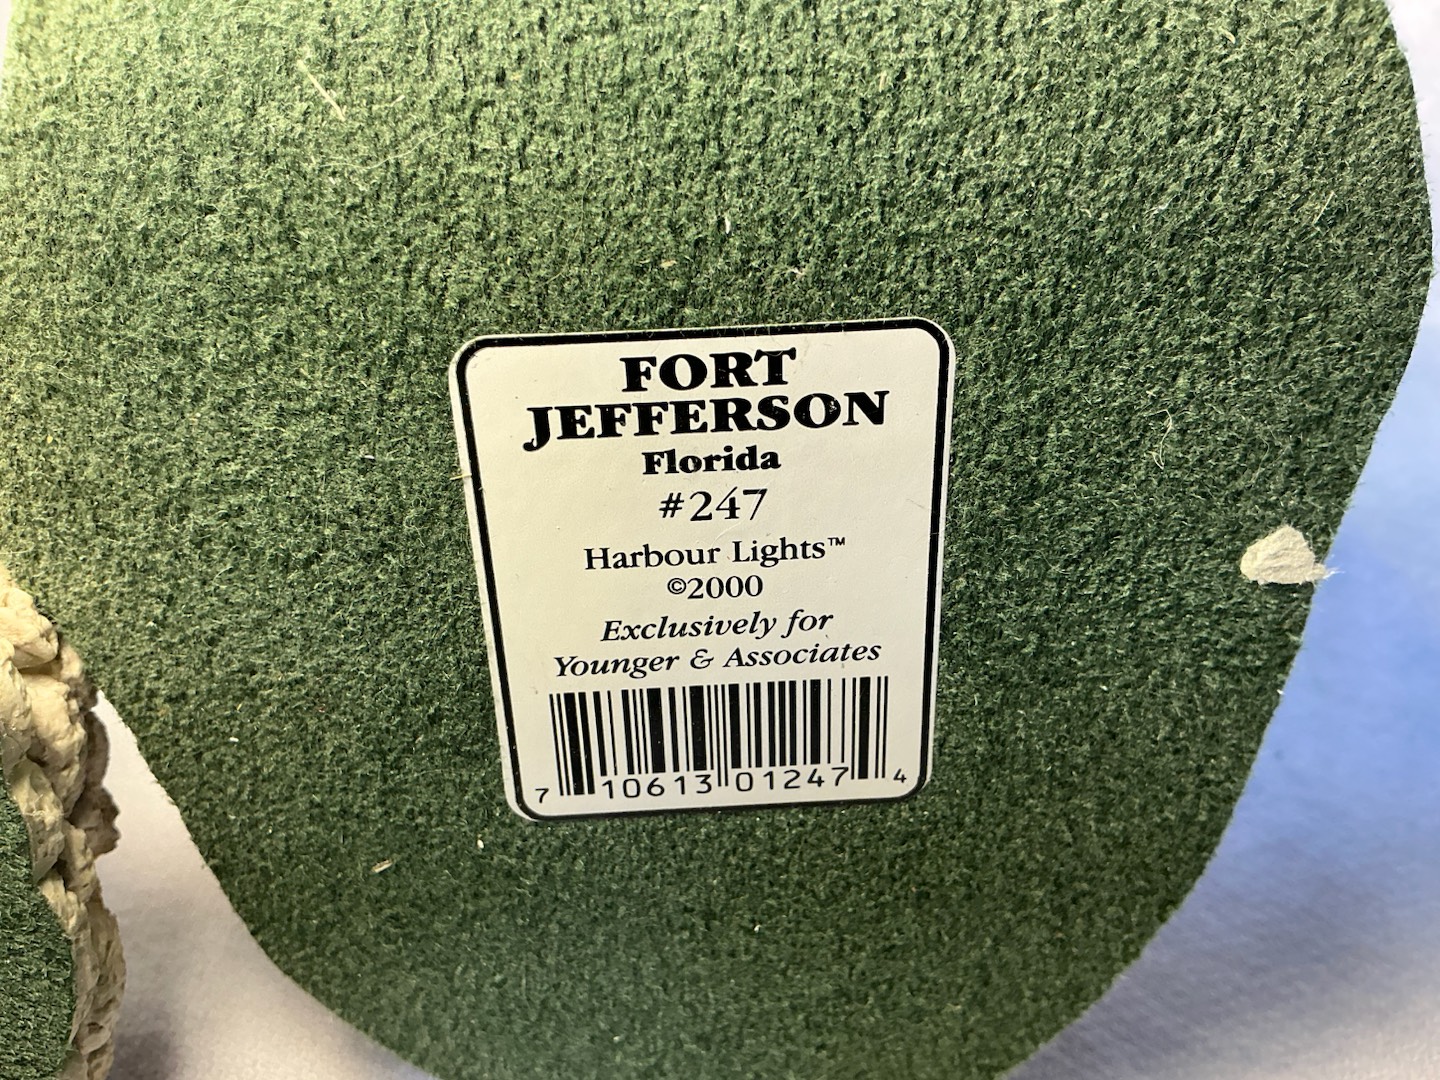 FORT
JEFFERSON
Florida
#247
Harbour Lights™
©2000
Exclusively for
Younger & Associates
7 10613 01247 4